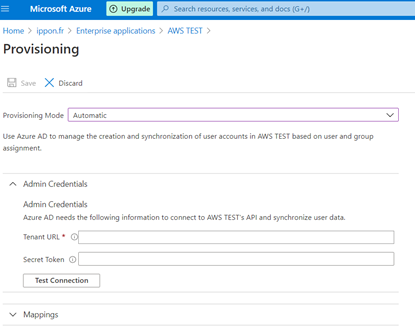 Microsoft Azure
Upgrade
Search resources, services, and docs (G+/)
Home > ippon.fr > Enterprise applications > AWS TEST >
Provisioning
Save
Discard
Provisioning Mode
Automatic
Use Azure AD to manage the creation and synchronization of user accounts in AWS TEST based on user and group
assignment.
Admin Credentials
Admin Credentials
Azure AD needs the following information to connect to AWS TEST's API and synchronize user data.
Tenant URL *
Secret Token
Test Connection
Mappings